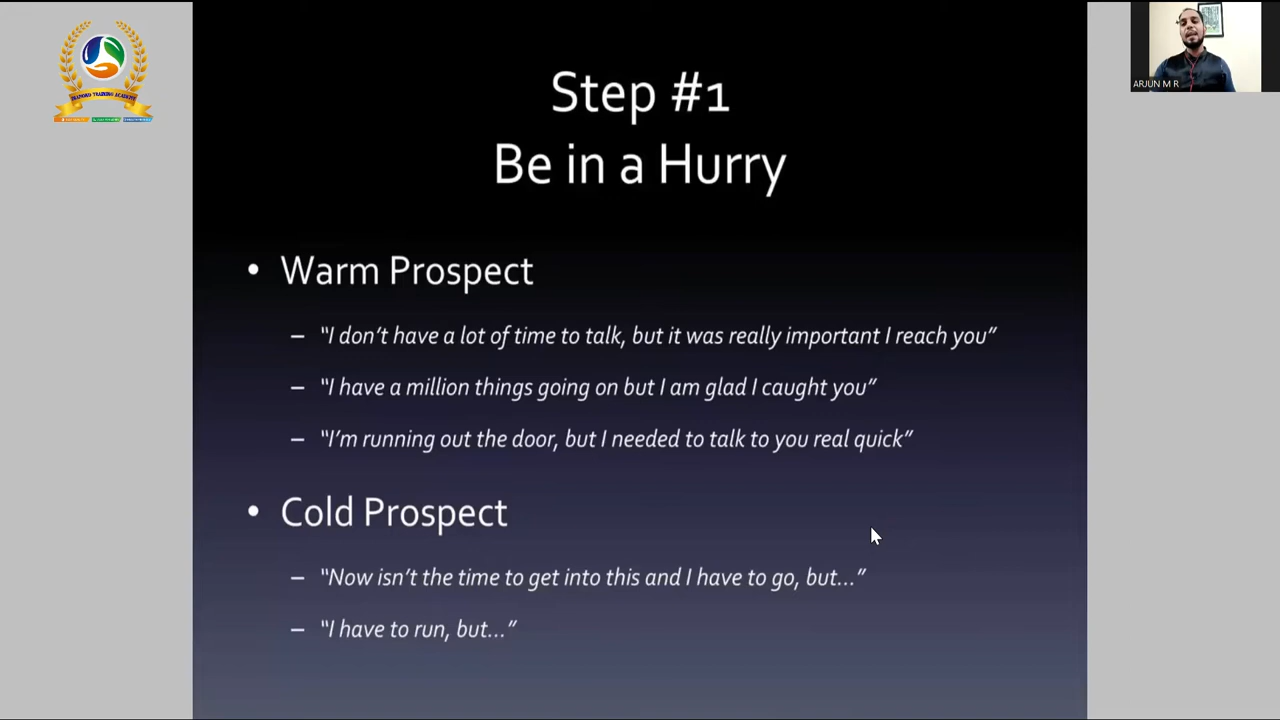 Step #1
Be in a Hurry
• Warm Prospect
– “I don’t have a lot of time to talk, but it was really important I reach you”
– “I have a million things going on but I am glad I caught you”
– “I’m running out the door, but I needed to talk to you real quick”
• Cold Prospect
– “Now isn’t the time to get into this and I have to go, but…”
– “I have to run, but…”
TRAINING ACADEMY
ARJUN M R